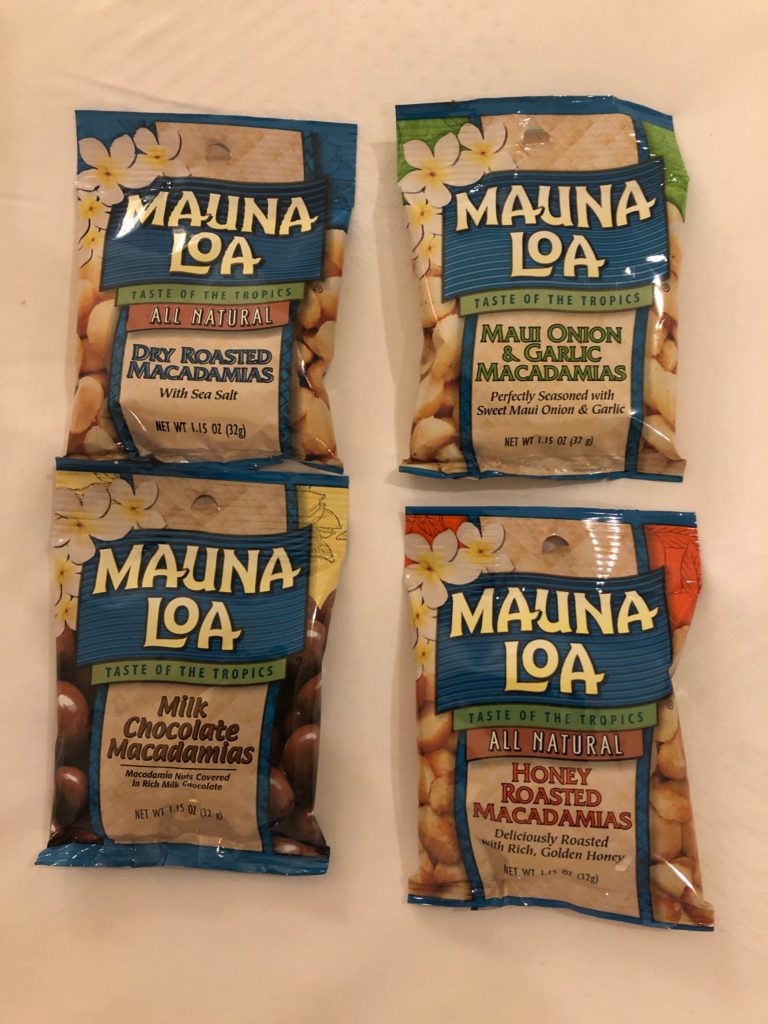 MAUNA
LOA
TASTE OF THE TROPICS
ALL NATURAL
DRY ROASTED
MACADAMIAS
With Sea Salt
NET WT 1.15 OZ (32g)
MAUNA
LOA
®
TASTE OF THE TROPICS
MAUI ONION
& GARLIC
MACADAMIAS
Perfectly Seasoned with
Sweet Maui Onion & Garlic
NET WT 1.15 OZ (32 g)
MAUNA
LOA
TASTE OF THE TROPICS
Milk
Chocolate
Macadamias
Macadamia Nuts Covered
In Rich Milk Chocolate
NET WT 1.15 OZ (32 g)
MAUNA
LOA
®
TASTE OF THE TROPICS
ALL NATURAL
HONEY
ROASTED
MACADAMIAS
Deliciously Roasted
with Rich, Golden Honey
NET WT 1.15 OZ (32g)